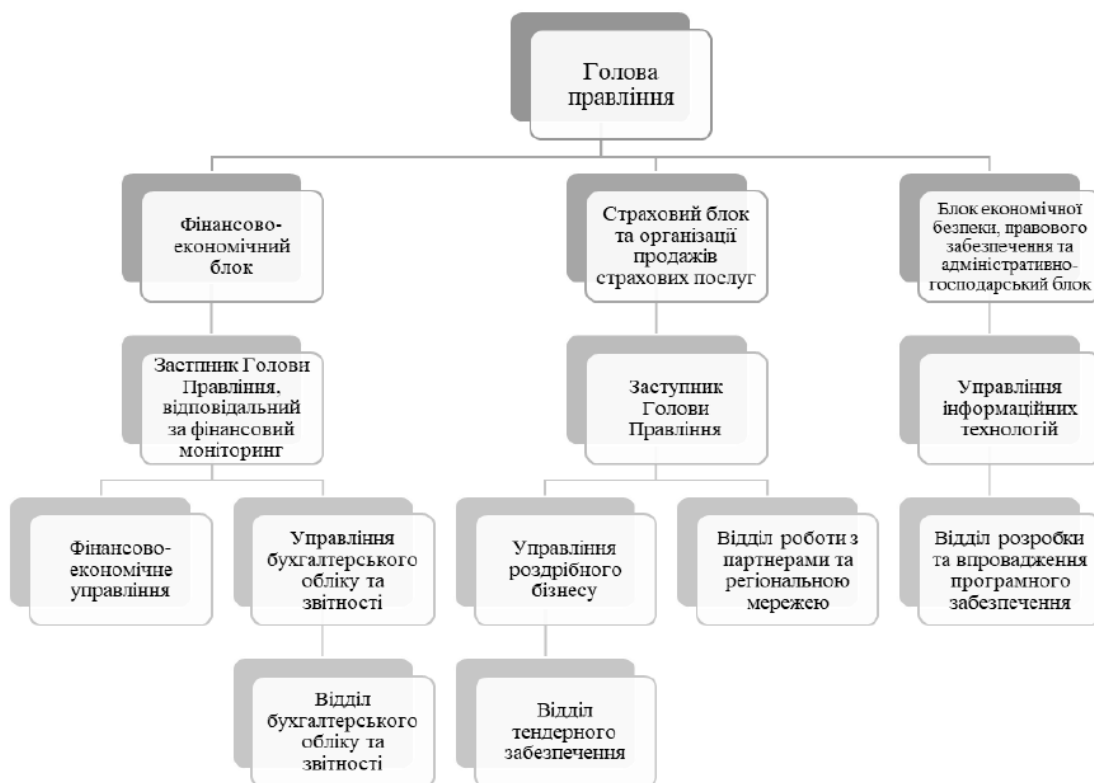 Голова
правління
Фінансово-
економічний
блок
Страховий блок
та організації
продажів
страхових послуг
Блок економічної
безпеки, правового
забезпечення та
адміністративно-
господарський блок
Застпник Голови
Правління,
відповідальний
за фінансовий
моніторинг
Заступник
Голови
Правління
Управління
інформаційних
технологій
Фінансово-
економічне
управління
Управління
бухгалтерського
обліку та
звітності
Управління
роздрібного
бізнесу
Відділ роботи з
партнерами та
регіональною
мережею
Відділ розробки
та впровадження
програмного
забезпечення
Відділ
бухгалтерського
обліку та
звітності
Відділ
тендерного
забезпечення